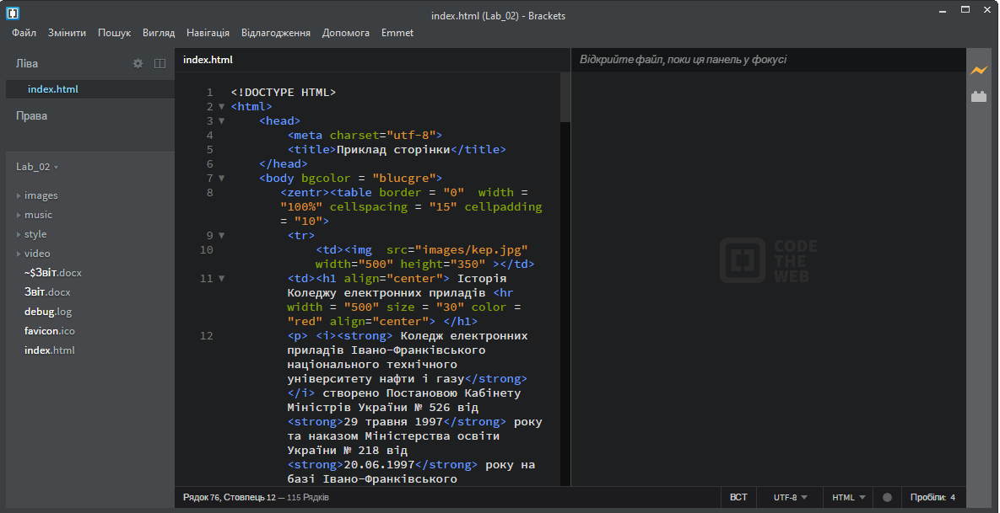 index.html (Lab_02) - Brackets
Файл Змінити Пошук Вигляд Навігація Відлагодження Допомога Emmet
Ліва
index.html
Права
Lab_02
images
music
style
video
~$Звіт.docx
Звіт.docx
debug.log
favicon.ico
index.html
index.html
1 <!DOCTYPE HTML>
2 <html>
3 <head>
4 <meta charset="utf-8">
5 <title>Приклад сторінки</title>
6 </head>
7 <body bgcolor = "blucgre">
8 <zentr><table border = "0"  width =
"100%" cellspacing = "15" cellpadding
= "10">
9 <tr>
10 <td><img  src="images/kep.jpg"
width="500" height="350" ></td>
11 <td><h1 align="center"> Історія
Коледжу електронних приладів <hr
width = "500" size = "30" color =
"red" align="center"> </h1>
12 <p> <i><strong> Коледж електронних
приладів Івано-Франківського
національного технічного
університету нафти і газу</strong>
</i> створено Постановою Кабінету
Міністрів України № 526 від
<strong>29 травня 1997</strong> року
та наказом Міністерства освіти
України № 218 від
<strong>20.06.1997</strong> року на
базі Івано-Франківського
Відкрийте файл, поки ця панель у фокусі
CODE
THE
WEB
Рядок 76, Стовпець 12 — 115 Рядків
ВСТ UTF-8 HTML Пробіли: 4